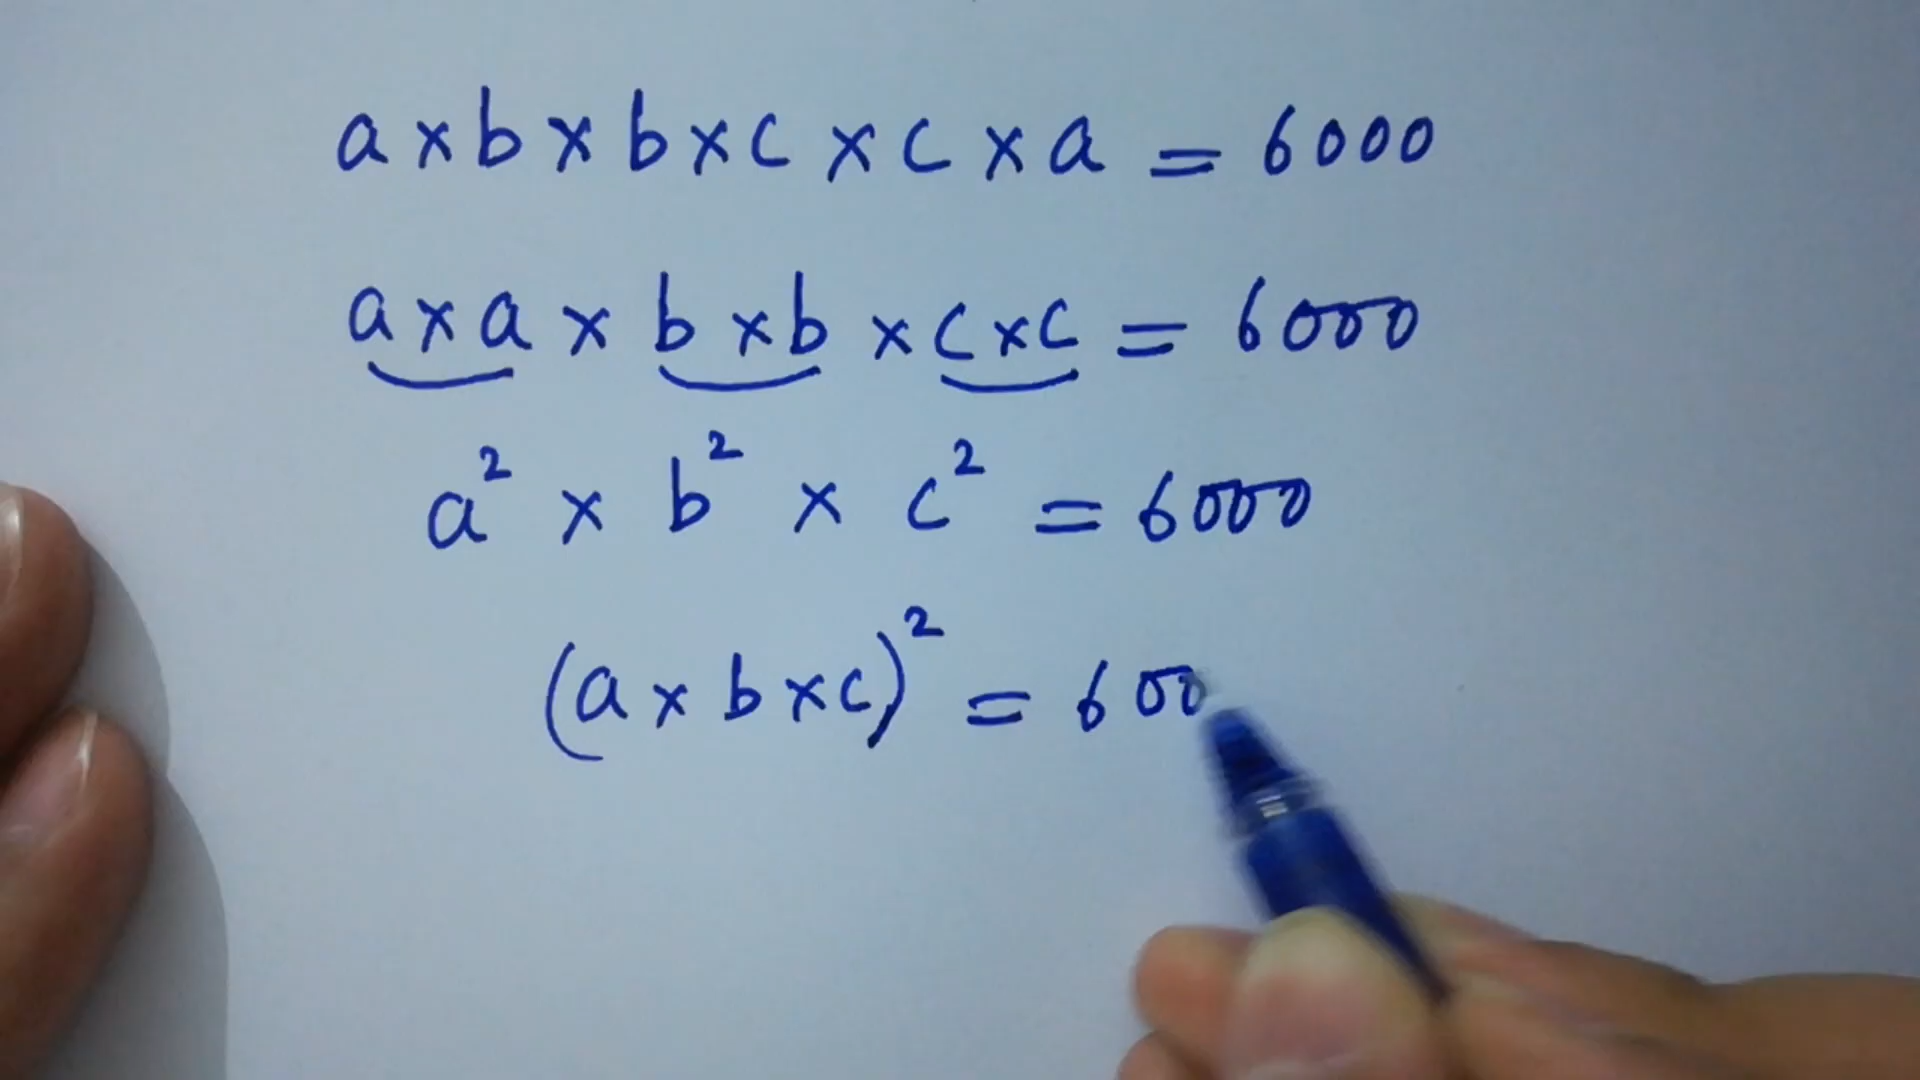 a × b × b × c × c × a = 6000
a × a × b × b × c × c = 6000
a² × b² × c² = 6000
(a × b × c)² = 600